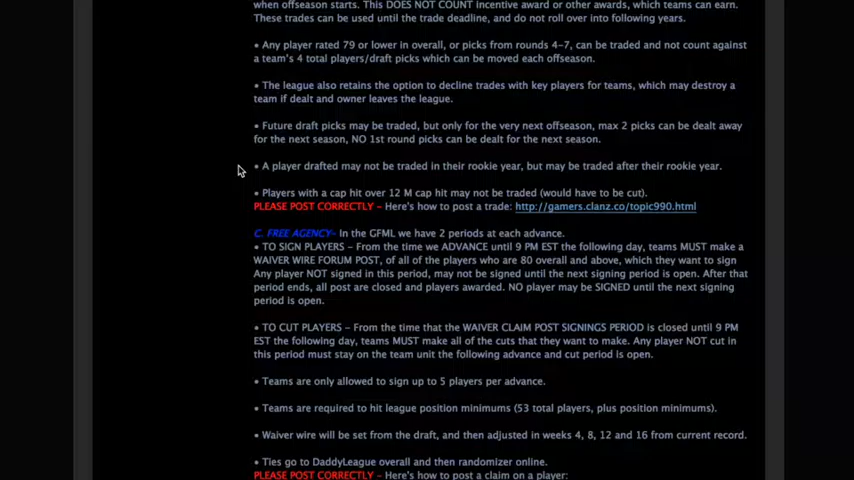 when offseason starts. This DOES NOT COUNT incentive award or other awards, which teams can earn.
These trades can be used until the trade deadline, and do not roll over into following years.
• Any player rated 79 or lower in overall, or picks from rounds 4-7, can be traded and not count against
a team's 4 total players/draft picks which can be moved each offseason.
• The league also retains the option to decline trades with key players for teams, which may destroy a
team if dealt and owner leaves the league.
• Future draft picks may be traded, but only for the very next offseason, max 2 picks can be dealt away
for the next season, NO 1st round picks can be dealt for the next season.
• A player drafted may not be traded in their rookie year, but may be traded after their rookie year.
• Players with a cap hit over 12 M cap hit may not be traded (would have to be cut).
PLEASE POST CORRECTLY - Here's how to post a trade: http://gamers.clanz.co/topic990.html
C. FREE AGENCY- In the GFML we have 2 periods at each advance.
• TO SIGN PLAYERS - From the time we ADVANCE until 9 PM EST the following day, teams MUST make a
WAIVER WIRE FORUM POST, of all of the players who are 80 overall and above, which they want to sign
Any player NOT signed in this period, may not be signed until the next signing period is open. After that
period ends, all post are closed and players awarded. NO player may be SIGNED until the next signing
period is open.
• TO CUT PLAYERS - From the time that the WAIVER CLAIM POST SIGNINGS PERIOD is closed until 9 PM
EST the following day, teams MUST make all of the cuts that they want to make. Any player NOT cut in
this period must stay on the team unit the following advance and cut period is open.
• Teams are only allowed to sign up to 5 players per advance.
• Teams are required to hit league position minimums (53 total players, plus position minimums).
• Waiver wire will be set from the draft, and then adjusted in weeks 4, 8, 12 and 16 from current record.
• Ties go to DaddyLeague overall and then randomizer online.
PLEASE POST CORRECTLY - Here's how to post a claim on a player: